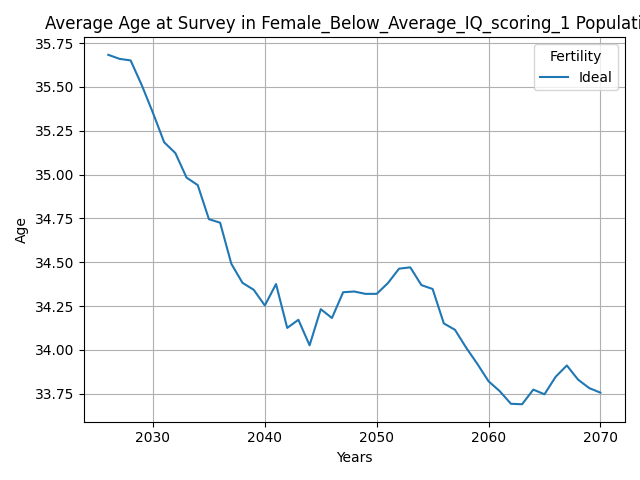 Average Age at Survey in Female_Below_Average_IQ_scoring_1 Populati
35.75
35.50
35.25
35.00
34.75
34.50
34.25
34.00
33.75
Age
Fertility
Ideal
2030 2040 2050 2060 2070
Years